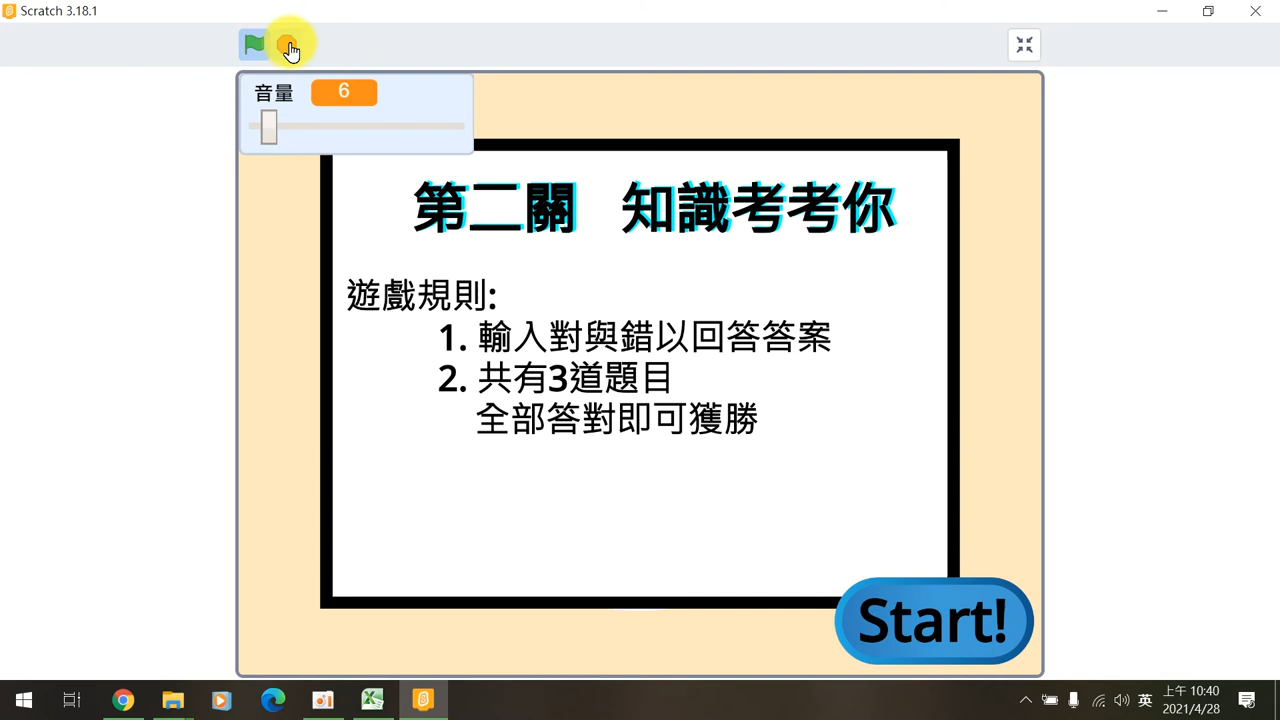 Scratch 3.18.1
音量 6
第二關 知識考考你
遊戲規則:
1. 輸入對與錯以回答答案
2. 共有3道題目
全部答對即可獲勝
Start!
英
上午 10:40
2021/4/28